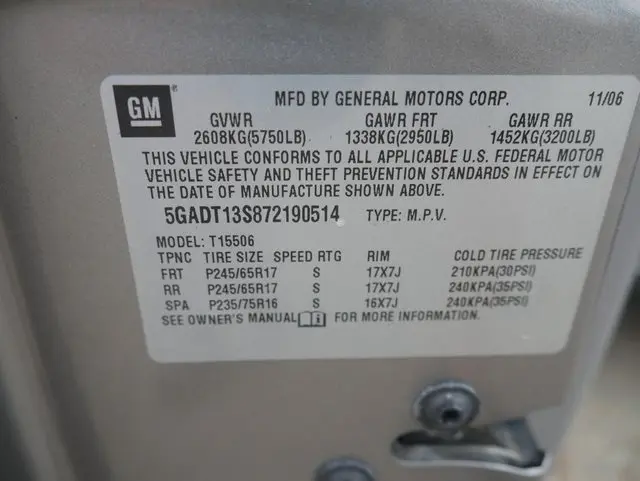 GM MFD BY GENERAL MOTORS CORP. 11/06
GVWR GAWR FRT GAWR RR
2608KG(5750LB) 1338KG(2950LB) 1452KG(3200LB)
THIS VEHICLE CONFORMS TO ALL APPLICABLE U.S. FEDERAL MOTOR
VEHICLE SAFETY AND THEFT PREVENTION STANDARDS IN EFFECT ON
THE DATE OF MANUFACTURE SHOWN ABOVE.
5GADT13S872190514 TYPE: M.P.V.
MODEL: T15506
TPNC TIRE SIZE SPEED RTG RIM COLD TIRE PRESSURE
FRT P245/65R17 S 17X7J 210KPA(30PSI)
RR P245/65R17 S 17X7J 240KPA(35PSI)
SPA P235/75R16 S 16X7J 240KPA(35PSI)
SEE OWNER'S MANUAL FOR MORE INFORMATION.